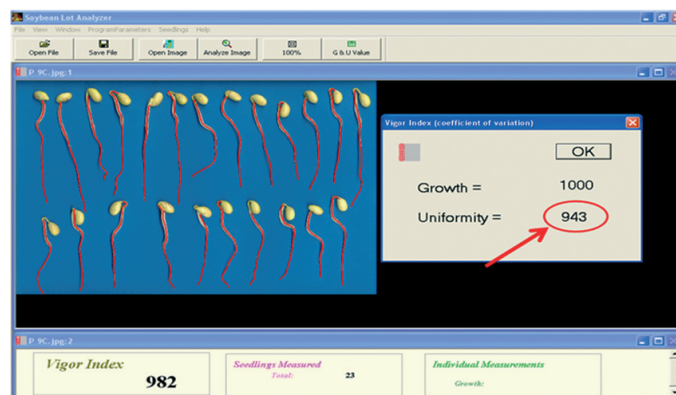 Soybean Lot Analyzer
File View Window ProgramParameters Seedlings Help
Open File Save File Open Image Analyze Image 100% G & U Value
P 9C.jpg:1
Vigor Index (coefficient of variation)
OK
Growth = 1000
Uniformity = 943
P 9C.jpg:2
Vigor Index
982
Seedlings Measured
Total: 23
Individual Measurements
Growth: